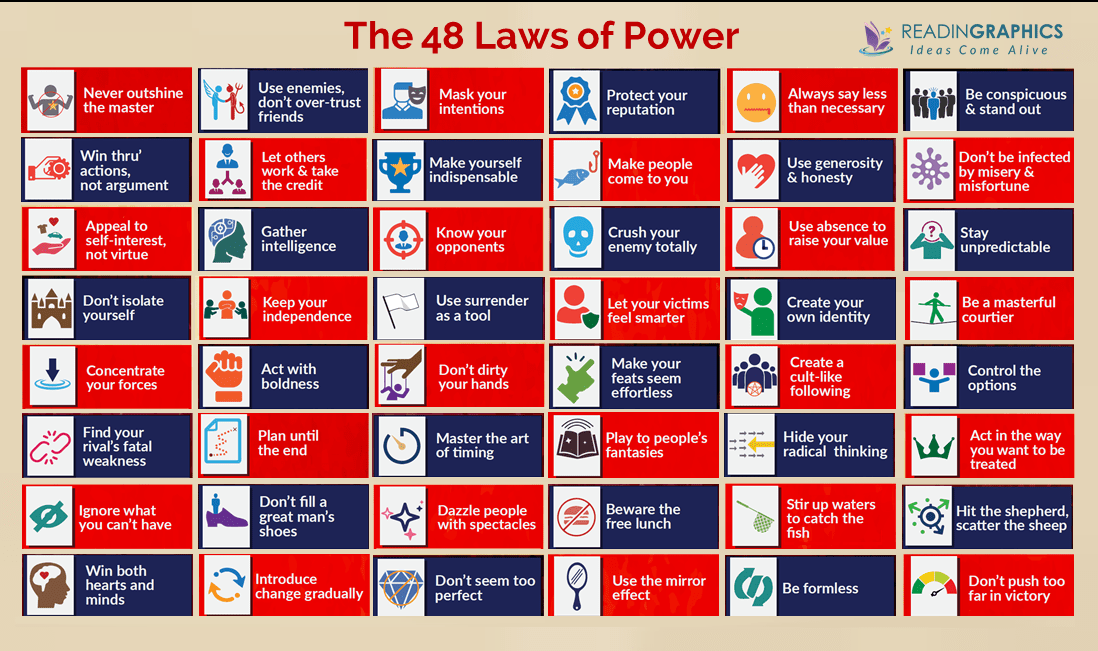 The 48 Laws of Power
READINGRAPHICS
Ideas Come Alive
Never outshine
the master
Use enemies,
don't over-trust
friends
Mask your
intentions
Protect your
reputation
Always say less
than necessary
Be conspicuous
& stand out
Win thru'
actions,
not argument
Let others
work & take
the credit
Make yourself
indispensable
Make people
come to you
Use generosity
& honesty
Don't be infected
by misery &
misfortune
Appeal to
self-interest,
not virtue
Gather
intelligence
Know your
opponents
Crush your
enemy totally
Use absence to
raise your value
?
Stay
unpredictable
Don't isolate
yourself
Keep your
independence
Use surrender
as a tool
Let your victims
feel smarter
Create your
own identity
Be a masterful
courtier
Concentrate
your forces
Act with
boldness
Don't dirty
your hands
Make your
feats seem
effortless
Create a
cult-like
following
Control the
options
Find your
rival's fatal
weakness
Plan until
the end
Master the art
of timing
Play to people's
fantasies
Hide your
radical thinking
Act in the way
you want to be
treated
Ignore what
you can't have
Don't fill a
great man's
shoes
Dazzle people
with spectacles
Beware the
free lunch
Stir up waters
to catch the
fish
Hit the shepherd,
scatter the sheep
Win both
hearts and
minds
Introduce
change gradually
Don't seem too
perfect
Use the mirror
effect
Be formless
Don't push too
far in victory